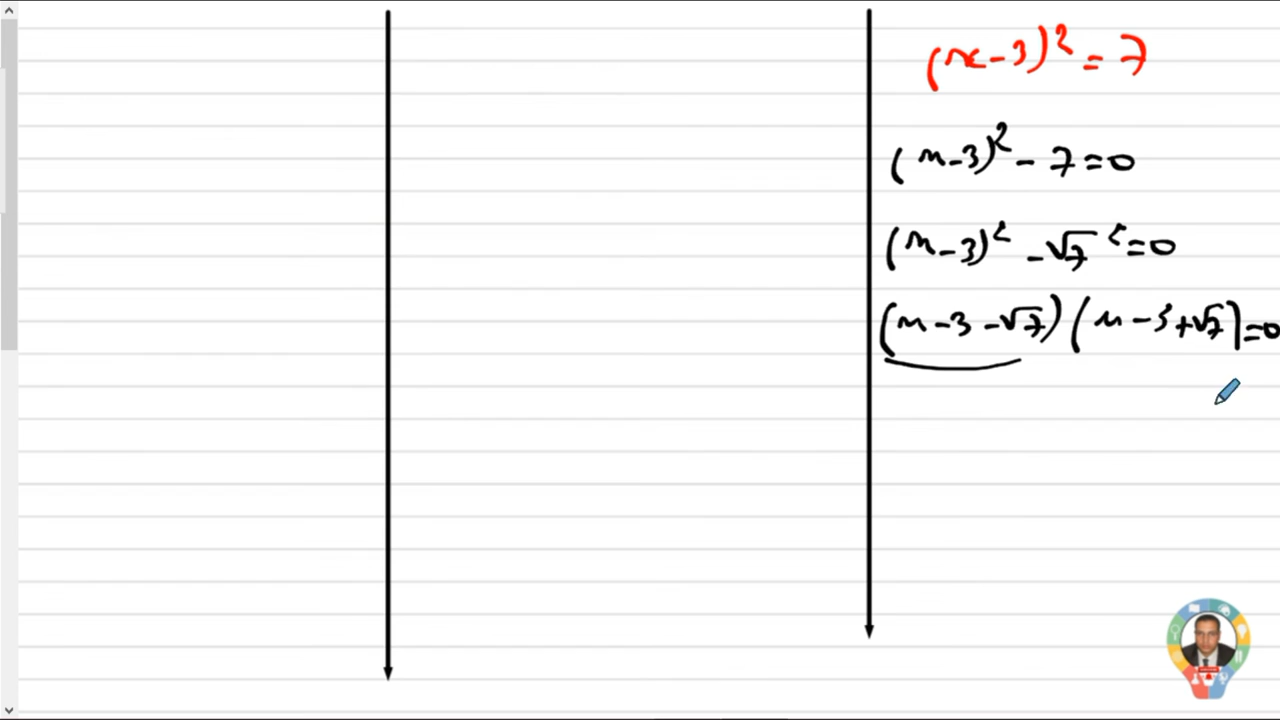 (x-3)² = 7
(x-3)² - 7 = 0
(x-3)² - √7² = 0
(x-3-√7)(x-3+√7) = 0